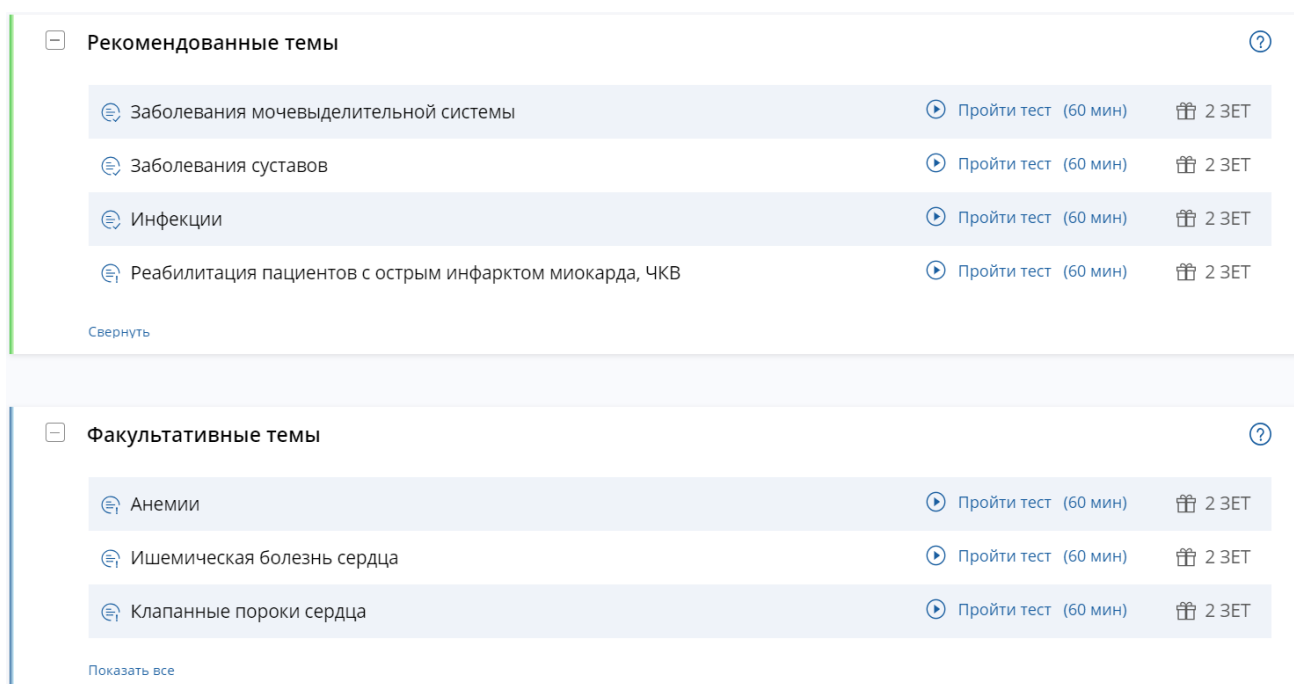 Рекомендованные темы
Заболевания мочевыделительной системы Пройти тест (60 мин) 2 ЗЕТ
Заболевания суставов Пройти тест (60 мин) 2 ЗЕТ
Инфекции Пройти тест (60 мин) 2 ЗЕТ
Реабилитация пациентов с острым инфарктом миокарда, ЧКВ Пройти тест (60 мин) 2 ЗЕТ
Свернуть
Факультативные темы
Анемии Пройти тест (60 мин) 2 ЗЕТ
Ишемическая болезнь сердца Пройти тест (60 мин) 2 ЗЕТ
Клапанные пороки сердца Пройти тест (60 мин) 2 ЗЕТ
Показать все